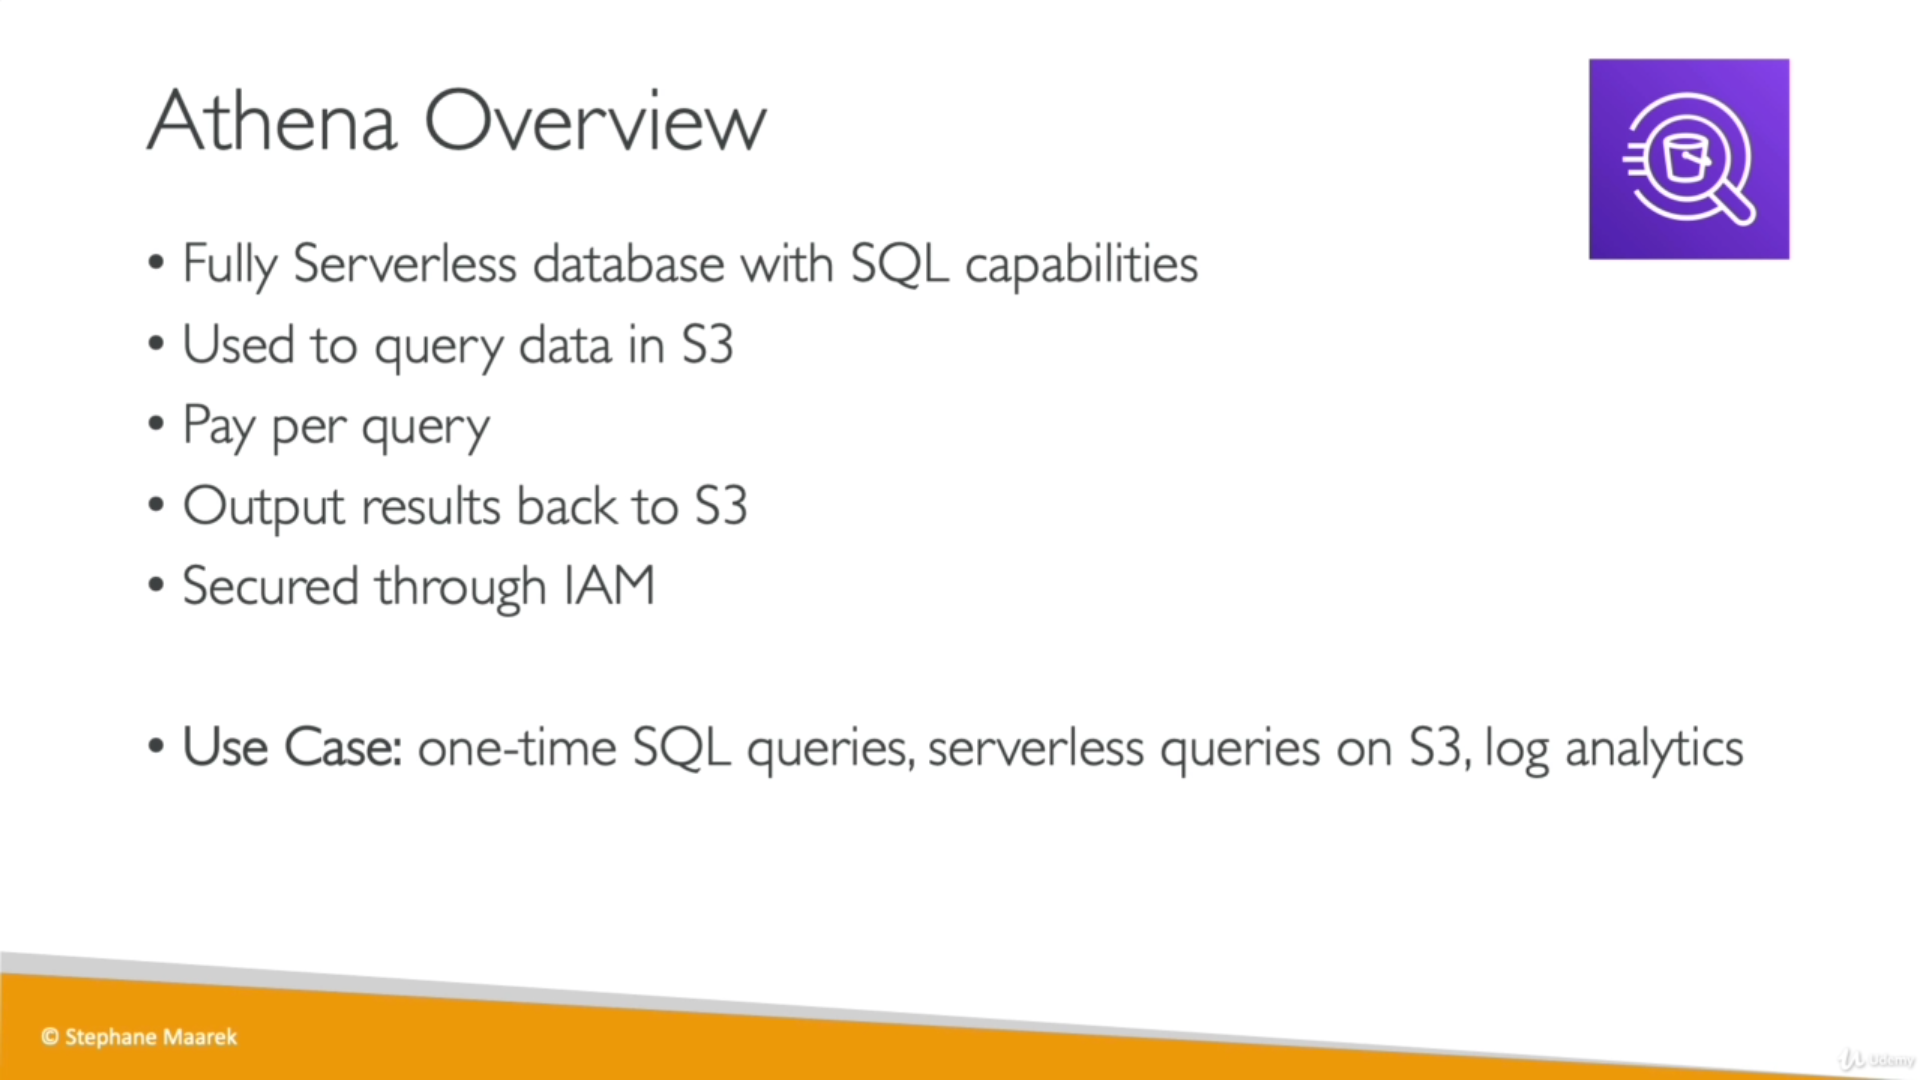 Athena Overview
• Fully Serverless database with SQL capabilities
• Used to query data in S3
• Pay per query
• Output results back to S3
• Secured through IAM
• Use Case: one-time SQL queries, serverless queries on S3, log analytics
© Stephane Maarek
Udemy